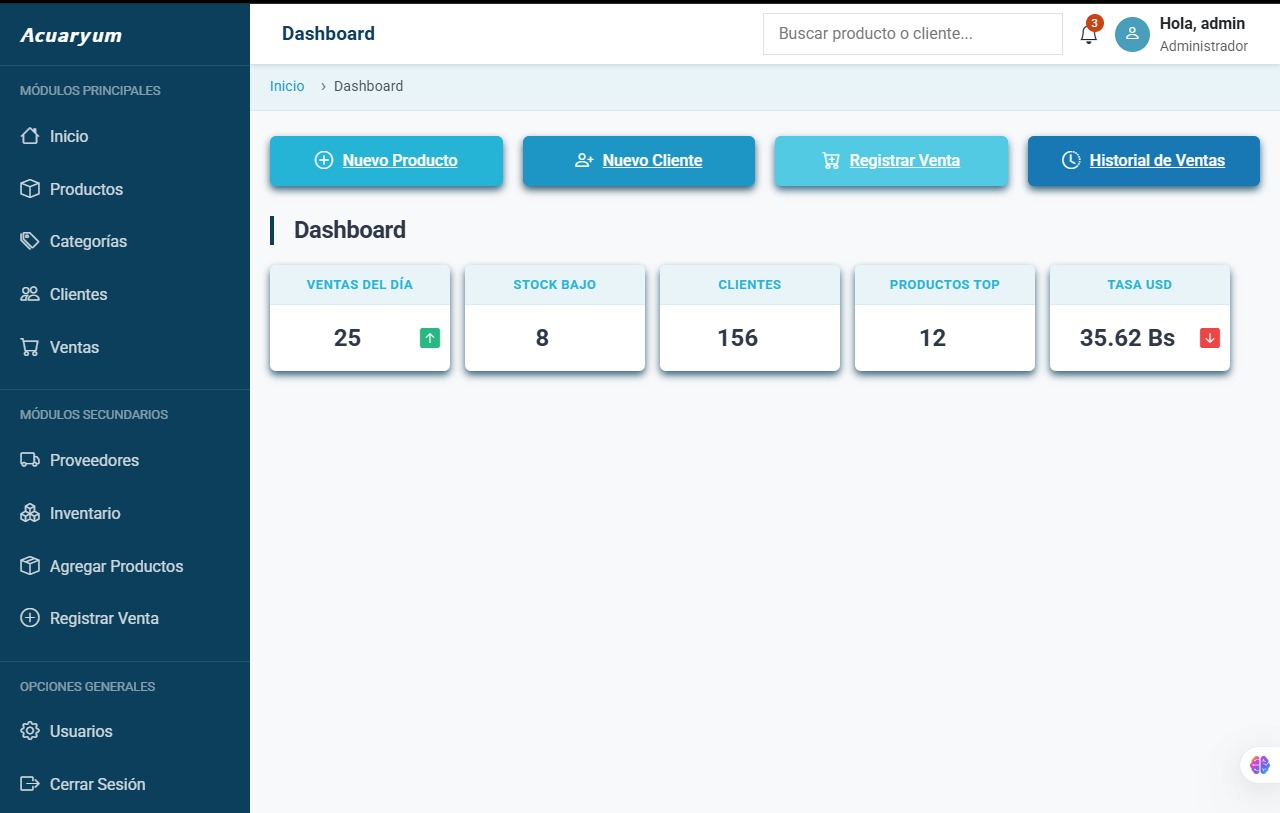 Acuaryum
MÓDULOS PRINCIPALES
Inicio
Productos
Categorías
Clientes
Ventas
MÓDULOS SECUNDARIOS
Proveedores
Inventario
Agregar Productos
Registrar Venta
OPCIONES GENERALES
Usuarios
Cerrar Sesión
Dashboard
Buscar producto o cliente...
3
Hola, admin
Administrador
Inicio › Dashboard
Nuevo Producto
Nuevo Cliente
Registrar Venta
Historial de Ventas
Dashboard
VENTAS DEL DÍA
25
STOCK BAJO
8
CLIENTES
156
PRODUCTOS TOP
12
TASA USD
35.62 Bs